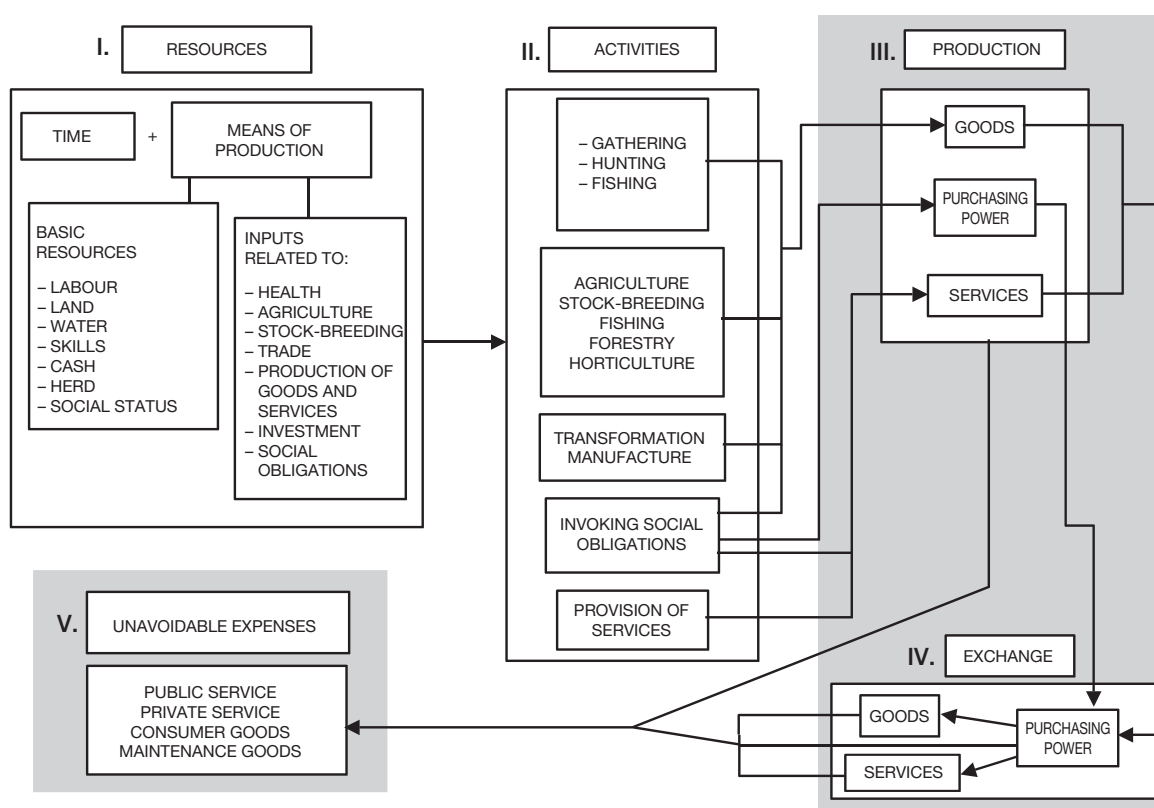 I. RESOURCES
TIME + MEANS OF
PRODUCTION
BASIC
RESOURCES
– LABOUR
– LAND
– WATER
– SKILLS
– CASH
– HERD
– SOCIAL STATUS
INPUTS
RELATED TO:
– HEALTH
– AGRICULTURE
– STOCK-BREEDING
– TRADE
– PRODUCTION OF
GOODS AND
SERVICES
– INVESTMENT
– SOCIAL
OBLIGATIONS
II. ACTIVITIES
– GATHERING
– HUNTING
– FISHING
AGRICULTURE
STOCK-BREEDING
FISHING
FORESTRY
HORTICULTURE
TRANSFORMATION
MANUFACTURE
INVOKING SOCIAL
OBLIGATIONS
PROVISION OF
SERVICES
III. PRODUCTION
GOODS
PURCHASING
POWER
SERVICES
IV. EXCHANGE
GOODS
PURCHASING
POWER
SERVICES
V. UNAVOIDABLE EXPENSES
PUBLIC SERVICE
PRIVATE SERVICE
CONSUMER GOODS
MAINTENANCE GOODS